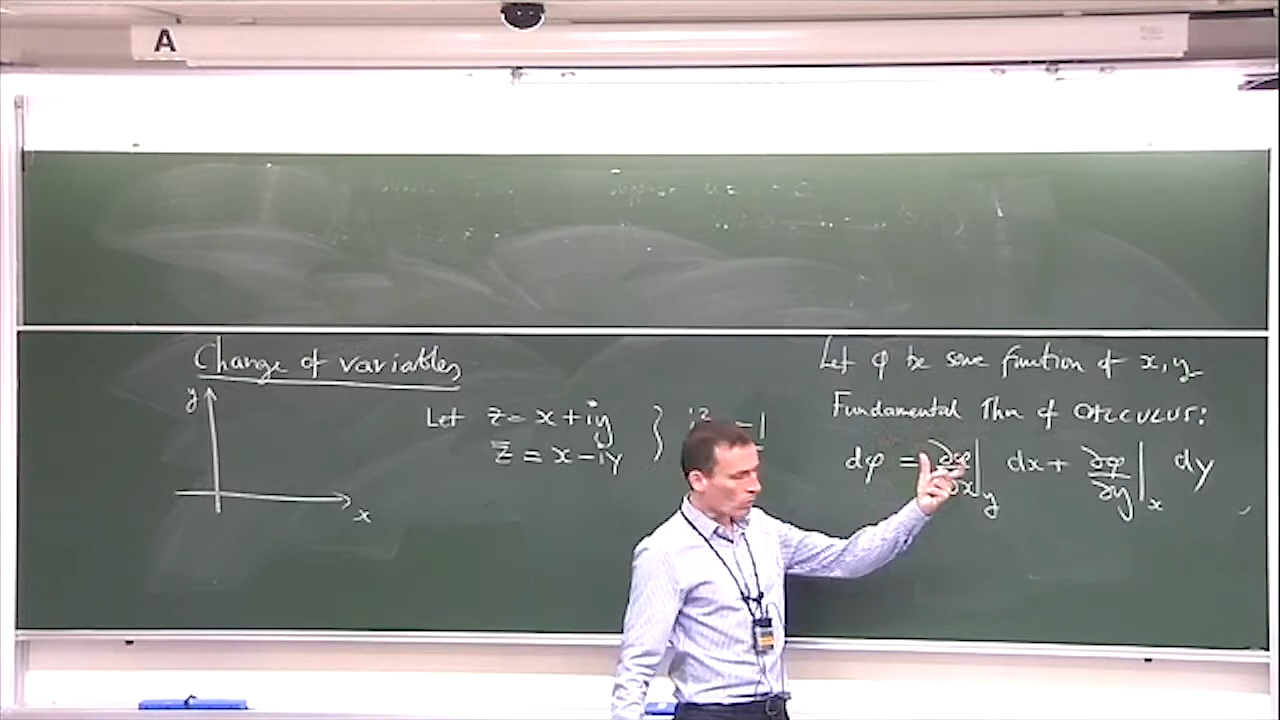 A
Change of variables
y
x
Let z = x + iy
z̄ = x - iy
Let φ be some function of x, y
Fundamental Thm of CALCULUS:
dφ = ∂φ/∂x|y dx + ∂φ/∂y|x dy